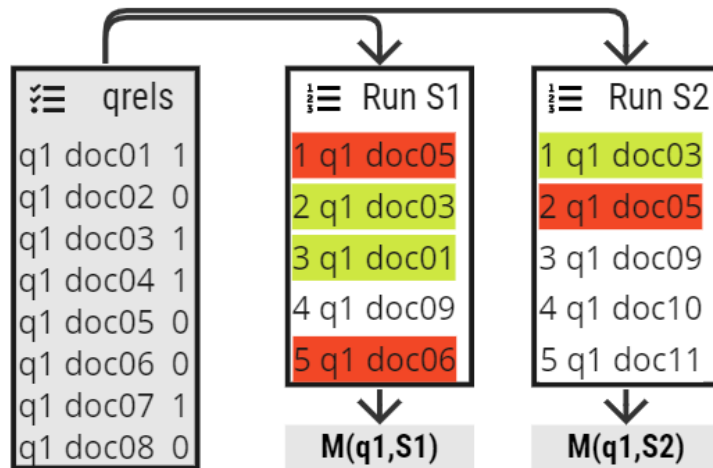 qrels
q1 doc01 1
q1 doc02 0
q1 doc03 1
q1 doc04 1
q1 doc05 0
q1 doc06 0
q1 doc07 1
q1 doc08 0
Run S1
1 q1 doc05
2 q1 doc03
3 q1 doc01
4 q1 doc09
5 q1 doc06
M(q1,S1)
Run S2
1 q1 doc03
2 q1 doc05
3 q1 doc09
4 q1 doc10
5 q1 doc11
M(q1,S2)